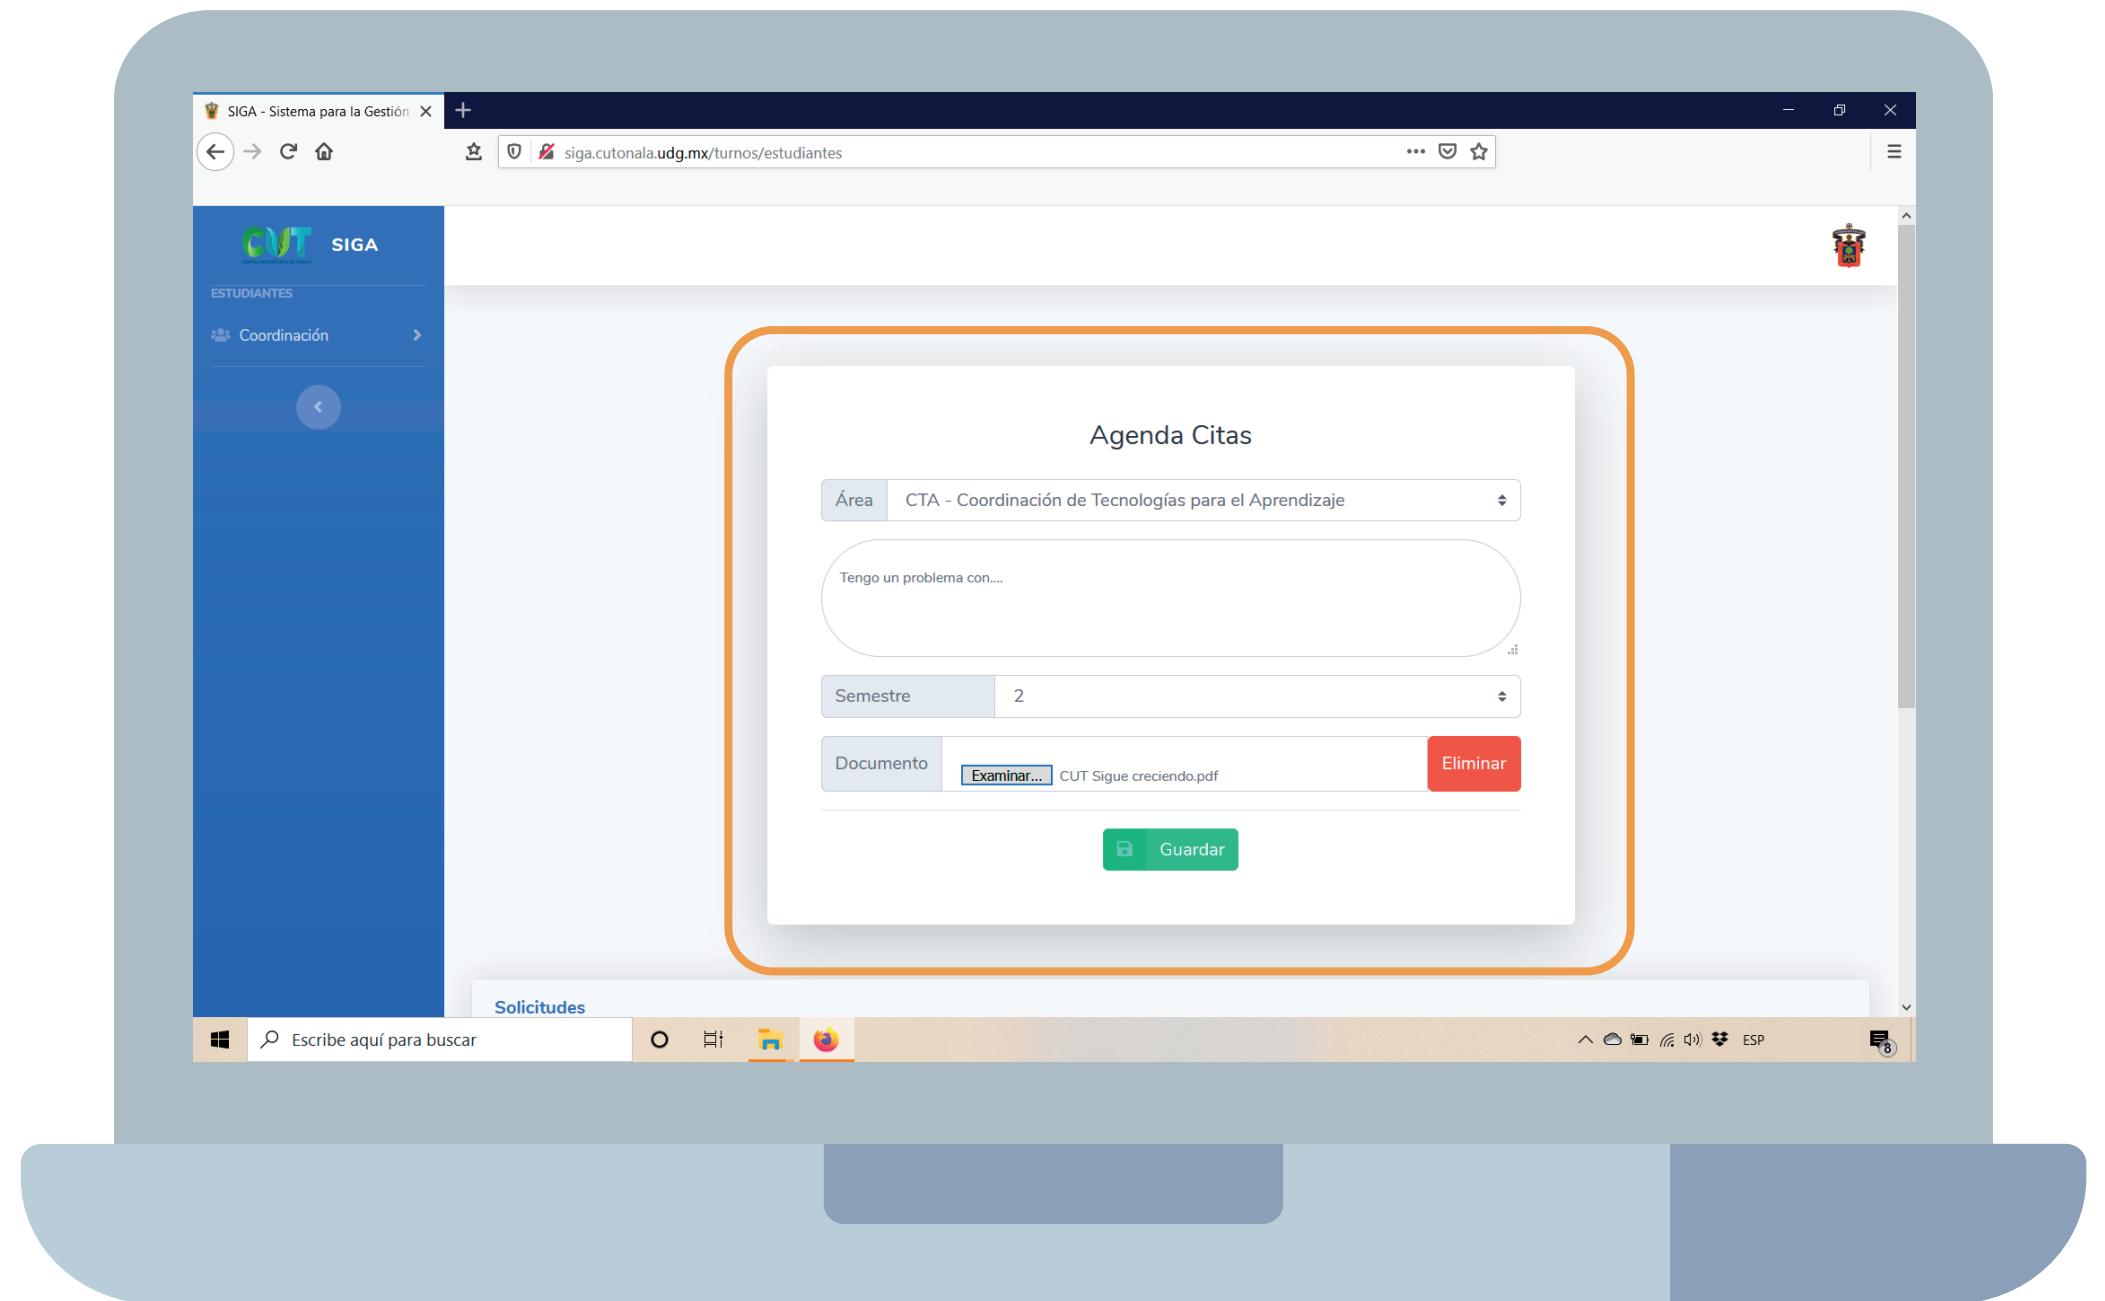 SIGA - Sistema para la Gestión
siga.cutonala.udg.mx/turnos/estudiantes
CUT SIGA
ESTUDIANTES
Coordinación
Agenda Citas
Área CTA - Coordinación de Tecnologías para el Aprendizaje
Tengo un problema con....
Semestre 2
Documento Examinar... CUT Sigue creciendo.pdf Eliminar
Guardar
Solicitudes
Escribe aquí para buscar ESP 8